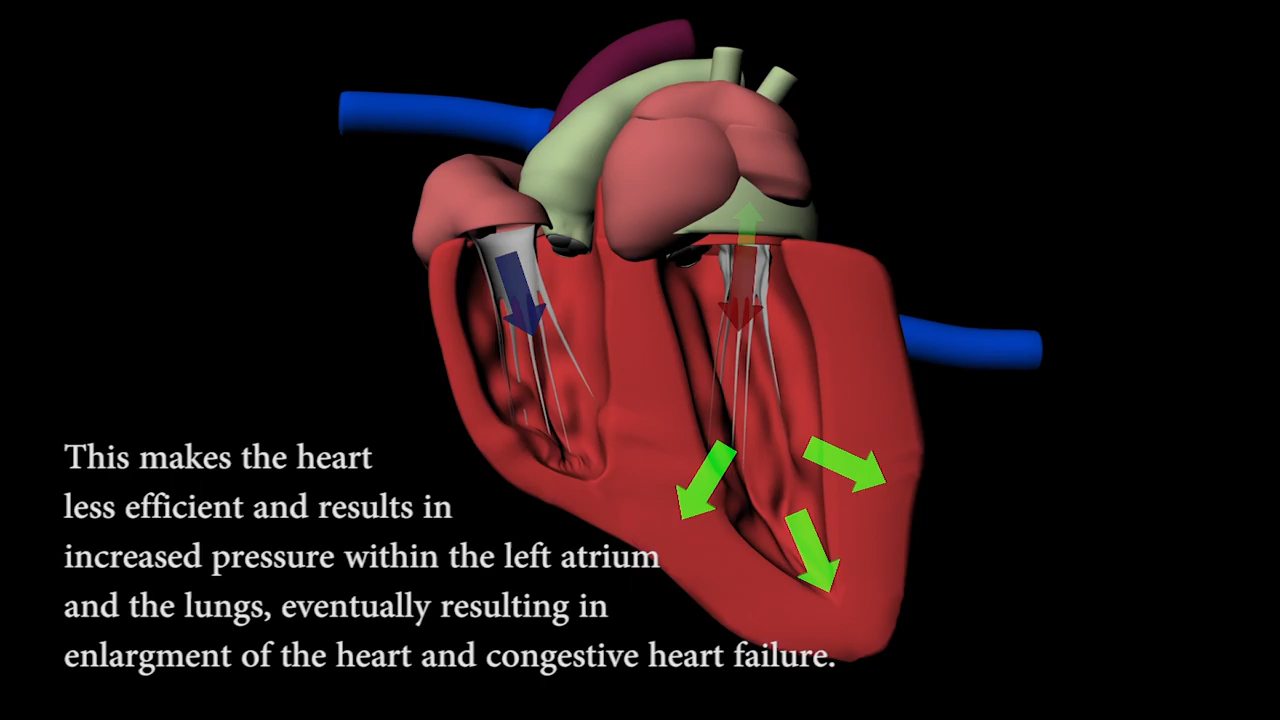 This makes the heart
less efficient and results in
increased pressure within the left atrium
and the lungs, eventually resulting in
enlargment of the heart and congestive heart failure.